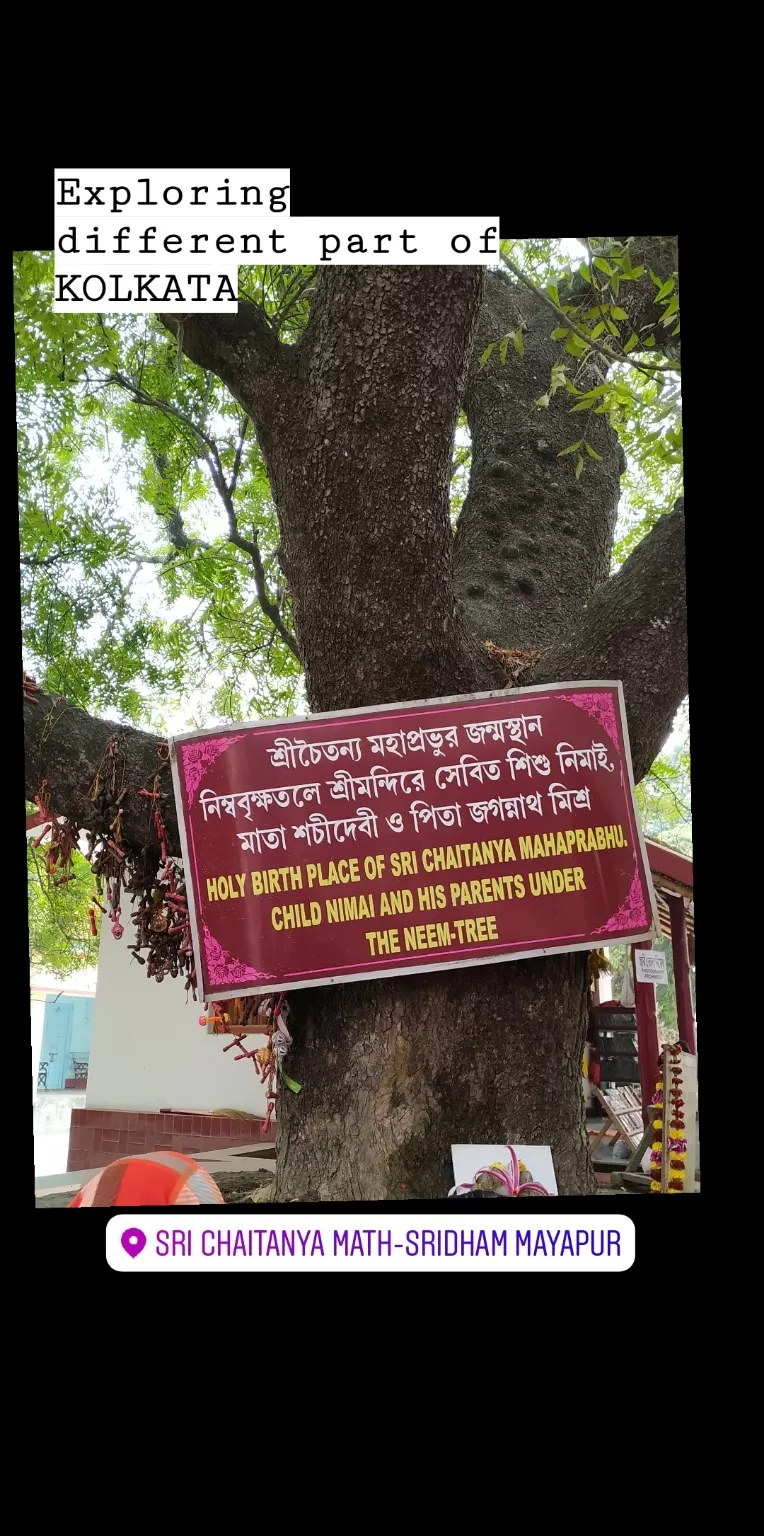 Exploring
different part of
KOLKATA
শ্রীচৈতন্য মহাপ্রভুর জন্মস্থান
নিম্ববৃক্ষতলে শ্রীমন্দিরে সেবিত শিশু নিমাই,
মাতা শচীদেবী ও পিতা জগন্নাথ মিশ্র
HOLY BIRTH PLACE OF SRI CHAITANYA MAHAPRABHU.
CHILD NIMAI AND HIS PARENTS UNDER
THE NEEM-TREE
SRI CHAITANYA MATH-SRIDHAM MAYAPUR